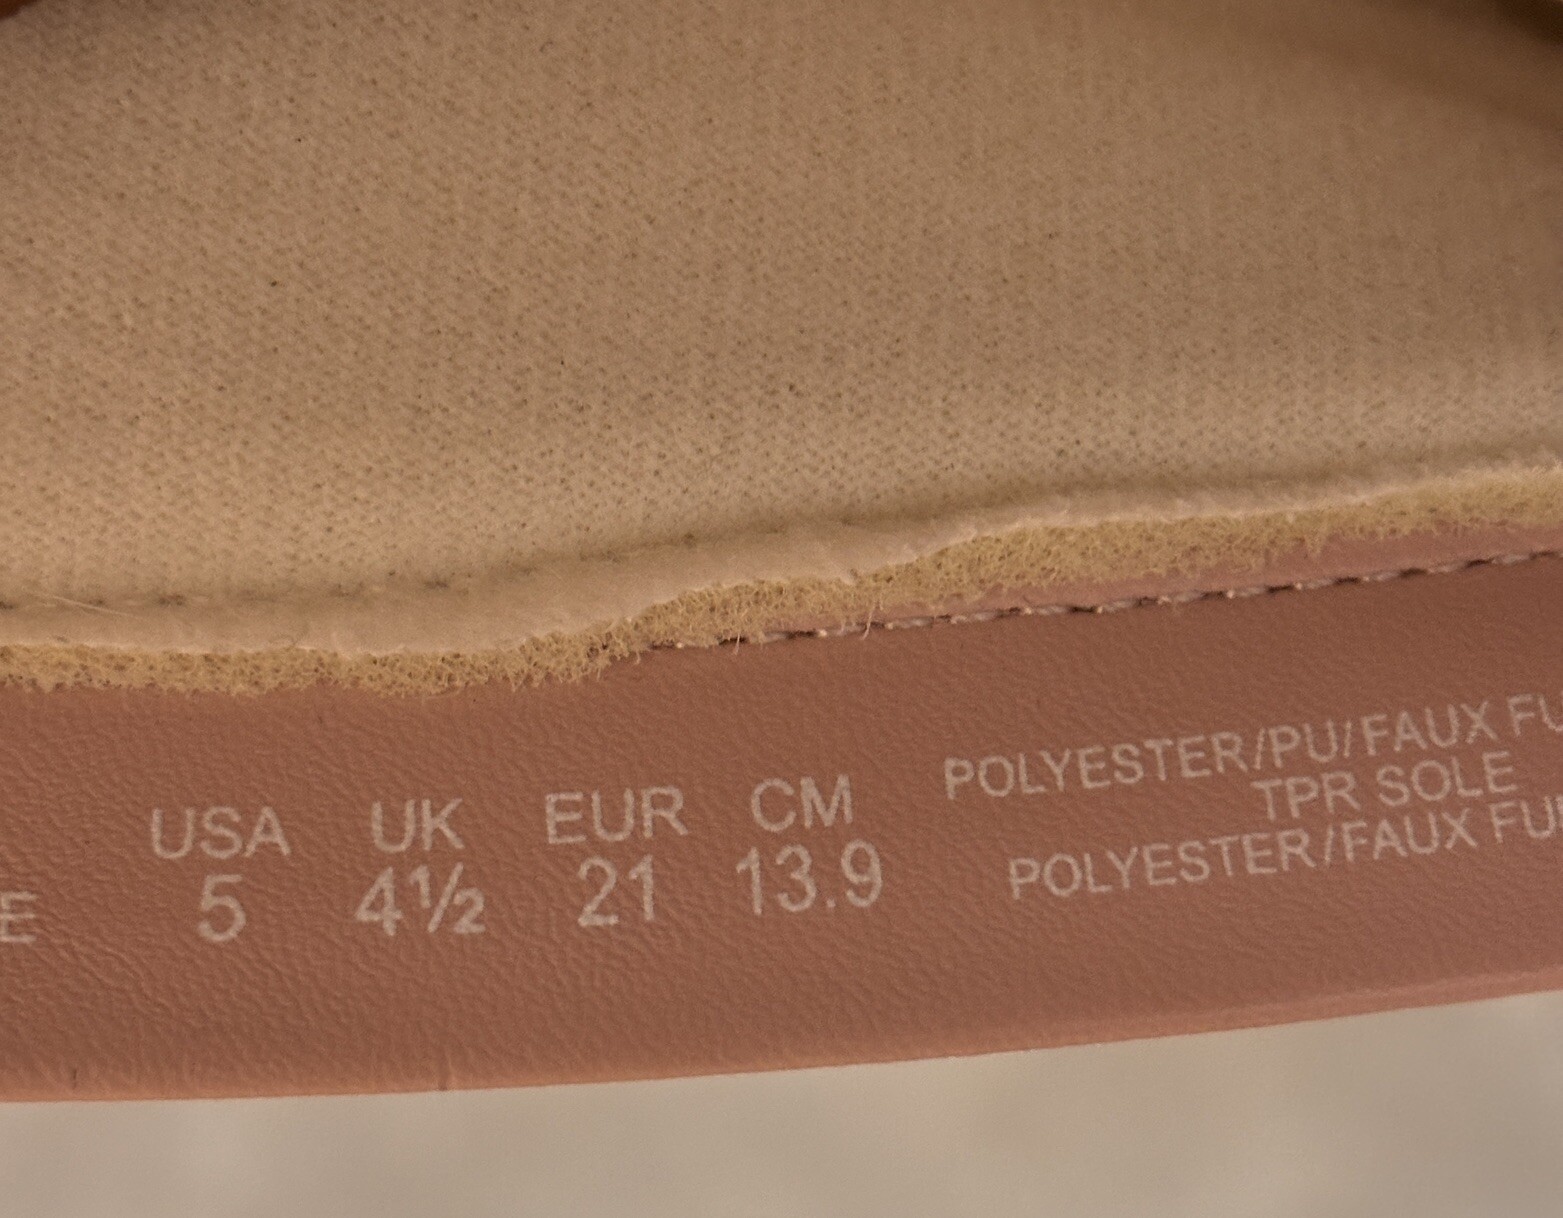 USA UK EUR CM
5 4½ 21 13.9
POLYESTER/PU/FAUX
TPR SOLE
POLYESTER/FAUX